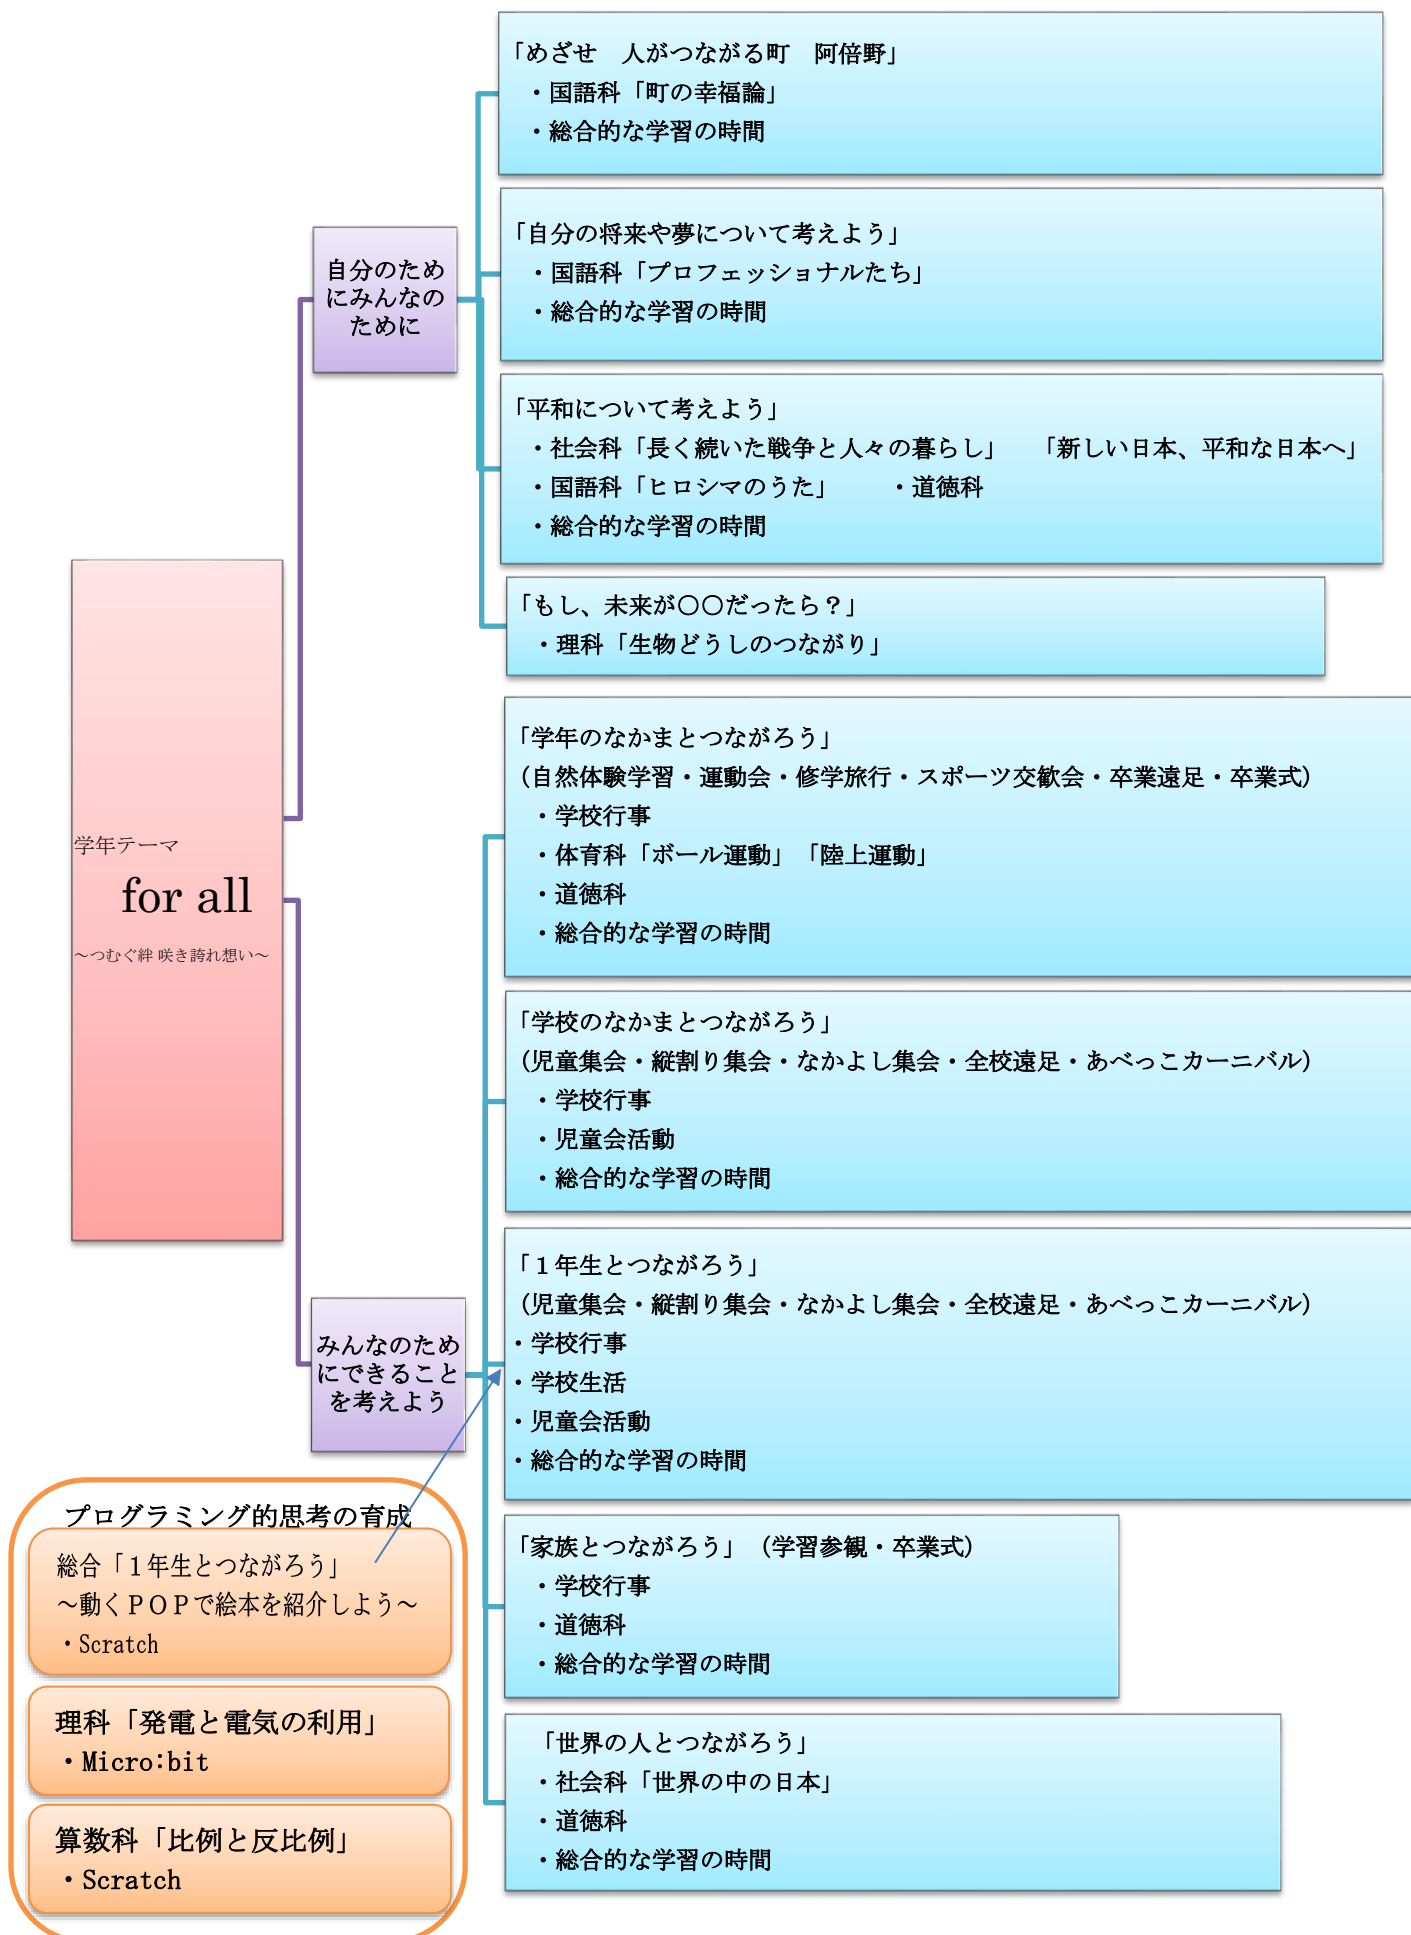 学年テーマ
for all
～つむぐ絆 咲き誇れ想い～
自分のため
にみんなの
ために
「めざせ　人がつながる町　阿倍野」
・国語科「町の幸福論」
・総合的な学習の時間
「自分の将来や夢について考えよう」
・国語科「プロフェッショナルたち」
・総合的な学習の時間
「平和について考えよう」
・社会科「長く続いた戦争と人々の暮らし」　「新しい日本、平和な日本へ」
・国語科「ヒロシマのうた」　　・道徳科
・総合的な学習の時間
「もし、未来が〇〇だったら？」
・理科「生物どうしのつながり」
みんなのため
にできること
を考えよう
「学年のなかまとつながろう」
（自然体験学習・運動会・修学旅行・スポーツ交歓会・卒業遠足・卒業式）
・学校行事
・体育科「ボール運動」「陸上運動」
・道徳科
・総合的な学習の時間
「学校のなかまとつながろう」
（児童集会・縦割り集会・なかよし集会・全校遠足・あべっこカーニバル）
・学校行事
・児童会活動
・総合的な学習の時間
「１年生とつながろう」
（児童集会・縦割り集会・なかよし集会・全校遠足・あべっこカーニバル）
・学校行事
・学校生活
・児童会活動
・総合的な学習の時間
「家族とつながろう」（学習参観・卒業式）
・学校行事
・道徳科
・総合的な学習の時間
「世界の人とつながろう」
・社会科「世界の中の日本」
・道徳科
・総合的な学習の時間
プログラミング的思考の育成
総合「１年生とつながろう」
～動くＰＯＰで絵本を紹介しよう～
・Scratch
理科「発電と電気の利用」
・Micro:bit
算数科「比例と反比例」
・Scratch